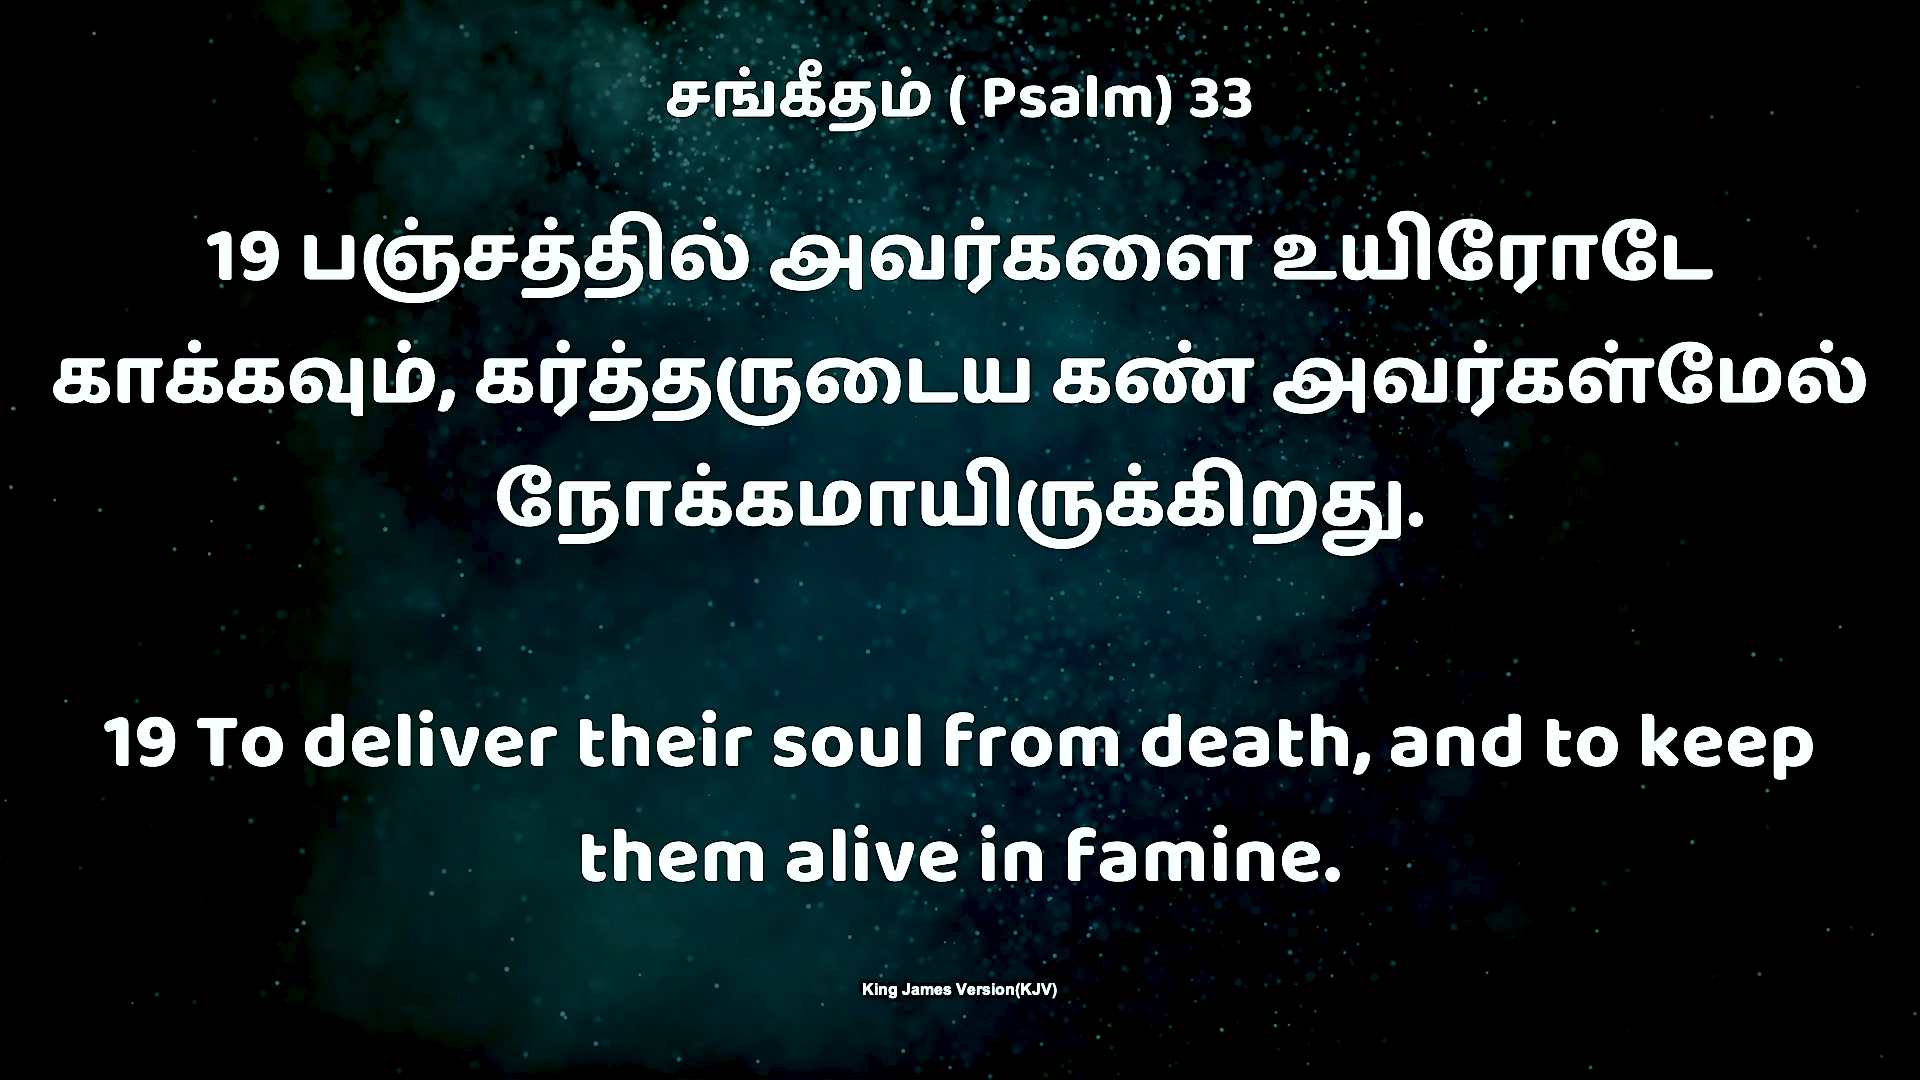 சங்கீதம் ( Psalm) 33
19 பஞ்சத்தில் அவர்களை உயிரோடே
காக்கவும், கர்த்தருடைய கண் அவர்கள்மேல்
நோக்கமாயிருக்கிறது.
19 To deliver their soul from death, and to keep
them alive in famine.
King James Version(KJV)